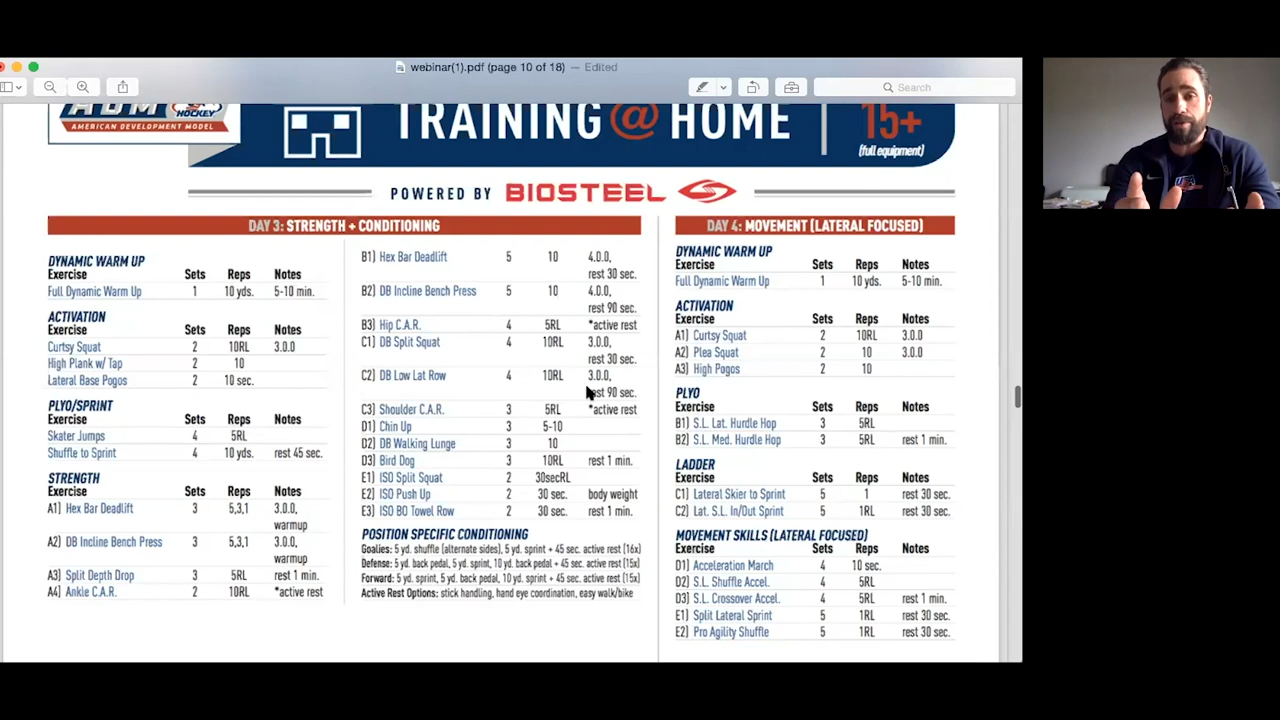 webinar(1).pdf (page 10 of 18) — Edited
Search
HOCKEY
AMERICAN DEVELOPMENT MODEL
TRAINING @ HOME
15+
(full equipment)
POWERED BY BIOSTEEL
DAY 3: STRENGTH + CONDITIONING
DYNAMIC WARM UP
Exercise Sets Reps Notes
Full Dynamic Warm Up 1 10 yds. 5-10 min.
ACTIVATION
Exercise Sets Reps Notes
Curtsy Squat 2 10RL 3.0.0
High Plank w/ Tap 2 10
Lateral Base Pogos 2 10 sec.
PLYO/SPRINT
Exercise Sets Reps Notes
Skater Jumps 4 5RL
Shuffle to Sprint 4 10 yds. rest 45 sec.
STRENGTH
Exercise Sets Reps Notes
A1) Hex Bar Deadlift 3 5,3,1 3.0.0,
warmup
A2) DB Incline Bench Press 3 5,3,1 3.0.0,
warmup
A3) Split Depth Drop 3 5RL rest 1 min.
A4) Ankle C.A.R. 2 10RL *active rest
B1) Hex Bar Deadlift 5 10 4.0.0,
rest 30 sec.
B2) DB Incline Bench Press 5 10 4.0.0,
rest 90 sec.
B3) Hip C.A.R. 4 5RL *active rest
C1) DB Split Squat 4 10RL 3.0.0,
rest 30 sec.
C2) DB Low Lat Row 4 10RL 3.0.0,
rest 90 sec.
C3) Shoulder C.A.R. 3 5RL *active rest
D1) Chin Up 3 5-10
D2) DB Walking Lunge 3 10
D3) Bird Dog 3 10RL rest 1 min.
E1) ISO Split Squat 2 30secRL
E2) ISO Push Up 2 30 sec. body weight
E3) ISO BO Towel Row 2 30 sec. rest 1 min.
POSITION SPECIFIC CONDITIONING
Goalies: 5 yd. shuffle (alternate sides), 5 yd. sprint + 45 sec. active rest (16x)
Defense: 5 yd. back pedal, 5 yd. sprint, 10 yd. back pedal + 45 sec. active rest (15x)
Forward: 5 yd. sprint, 5 yd. back pedal, 10 yd. sprint + 45 sec. active rest (15x)
Active Rest Options: stick handling, hand eye coordination, easy walk/bike
DAY 4: MOVEMENT (LATERAL FOCUSED)
DYNAMIC WARM UP
Exercise Sets Reps Notes
Full Dynamic Warm Up 1 10 yds. 5-10 min.
ACTIVATION
Exercise Sets Reps Notes
A1) Curtsy Squat 2 10RL 3.0.0
A2) Plea Squat 2 10 3.0.0
A3) High Pogos 2 10
PLYO
Exercise Sets Reps Notes
B1) S.L. Lat. Hurdle Hop 3 5RL
B2) S.L. Med. Hurdle Hop 3 5RL rest 1 min.
LADDER
Exercise Sets Reps Notes
C1) Lateral Skier to Sprint 5 1 rest 30 sec.
C2) Lat. S.L. In/Out Sprint 5 1RL rest 30 sec.
MOVEMENT SKILLS (LATERAL FOCUSED)
Exercise Sets Reps Notes
D1) Acceleration March 4 10 sec.
D2) S.L. Shuffle Accel. 4 5RL
D3) S.L. Crossover Accel. 4 5RL rest 1 min.
E1) Split Lateral Sprint 5 1RL rest 30 sec.
E2) Pro Agility Shuffle 5 1RL rest 30 sec.